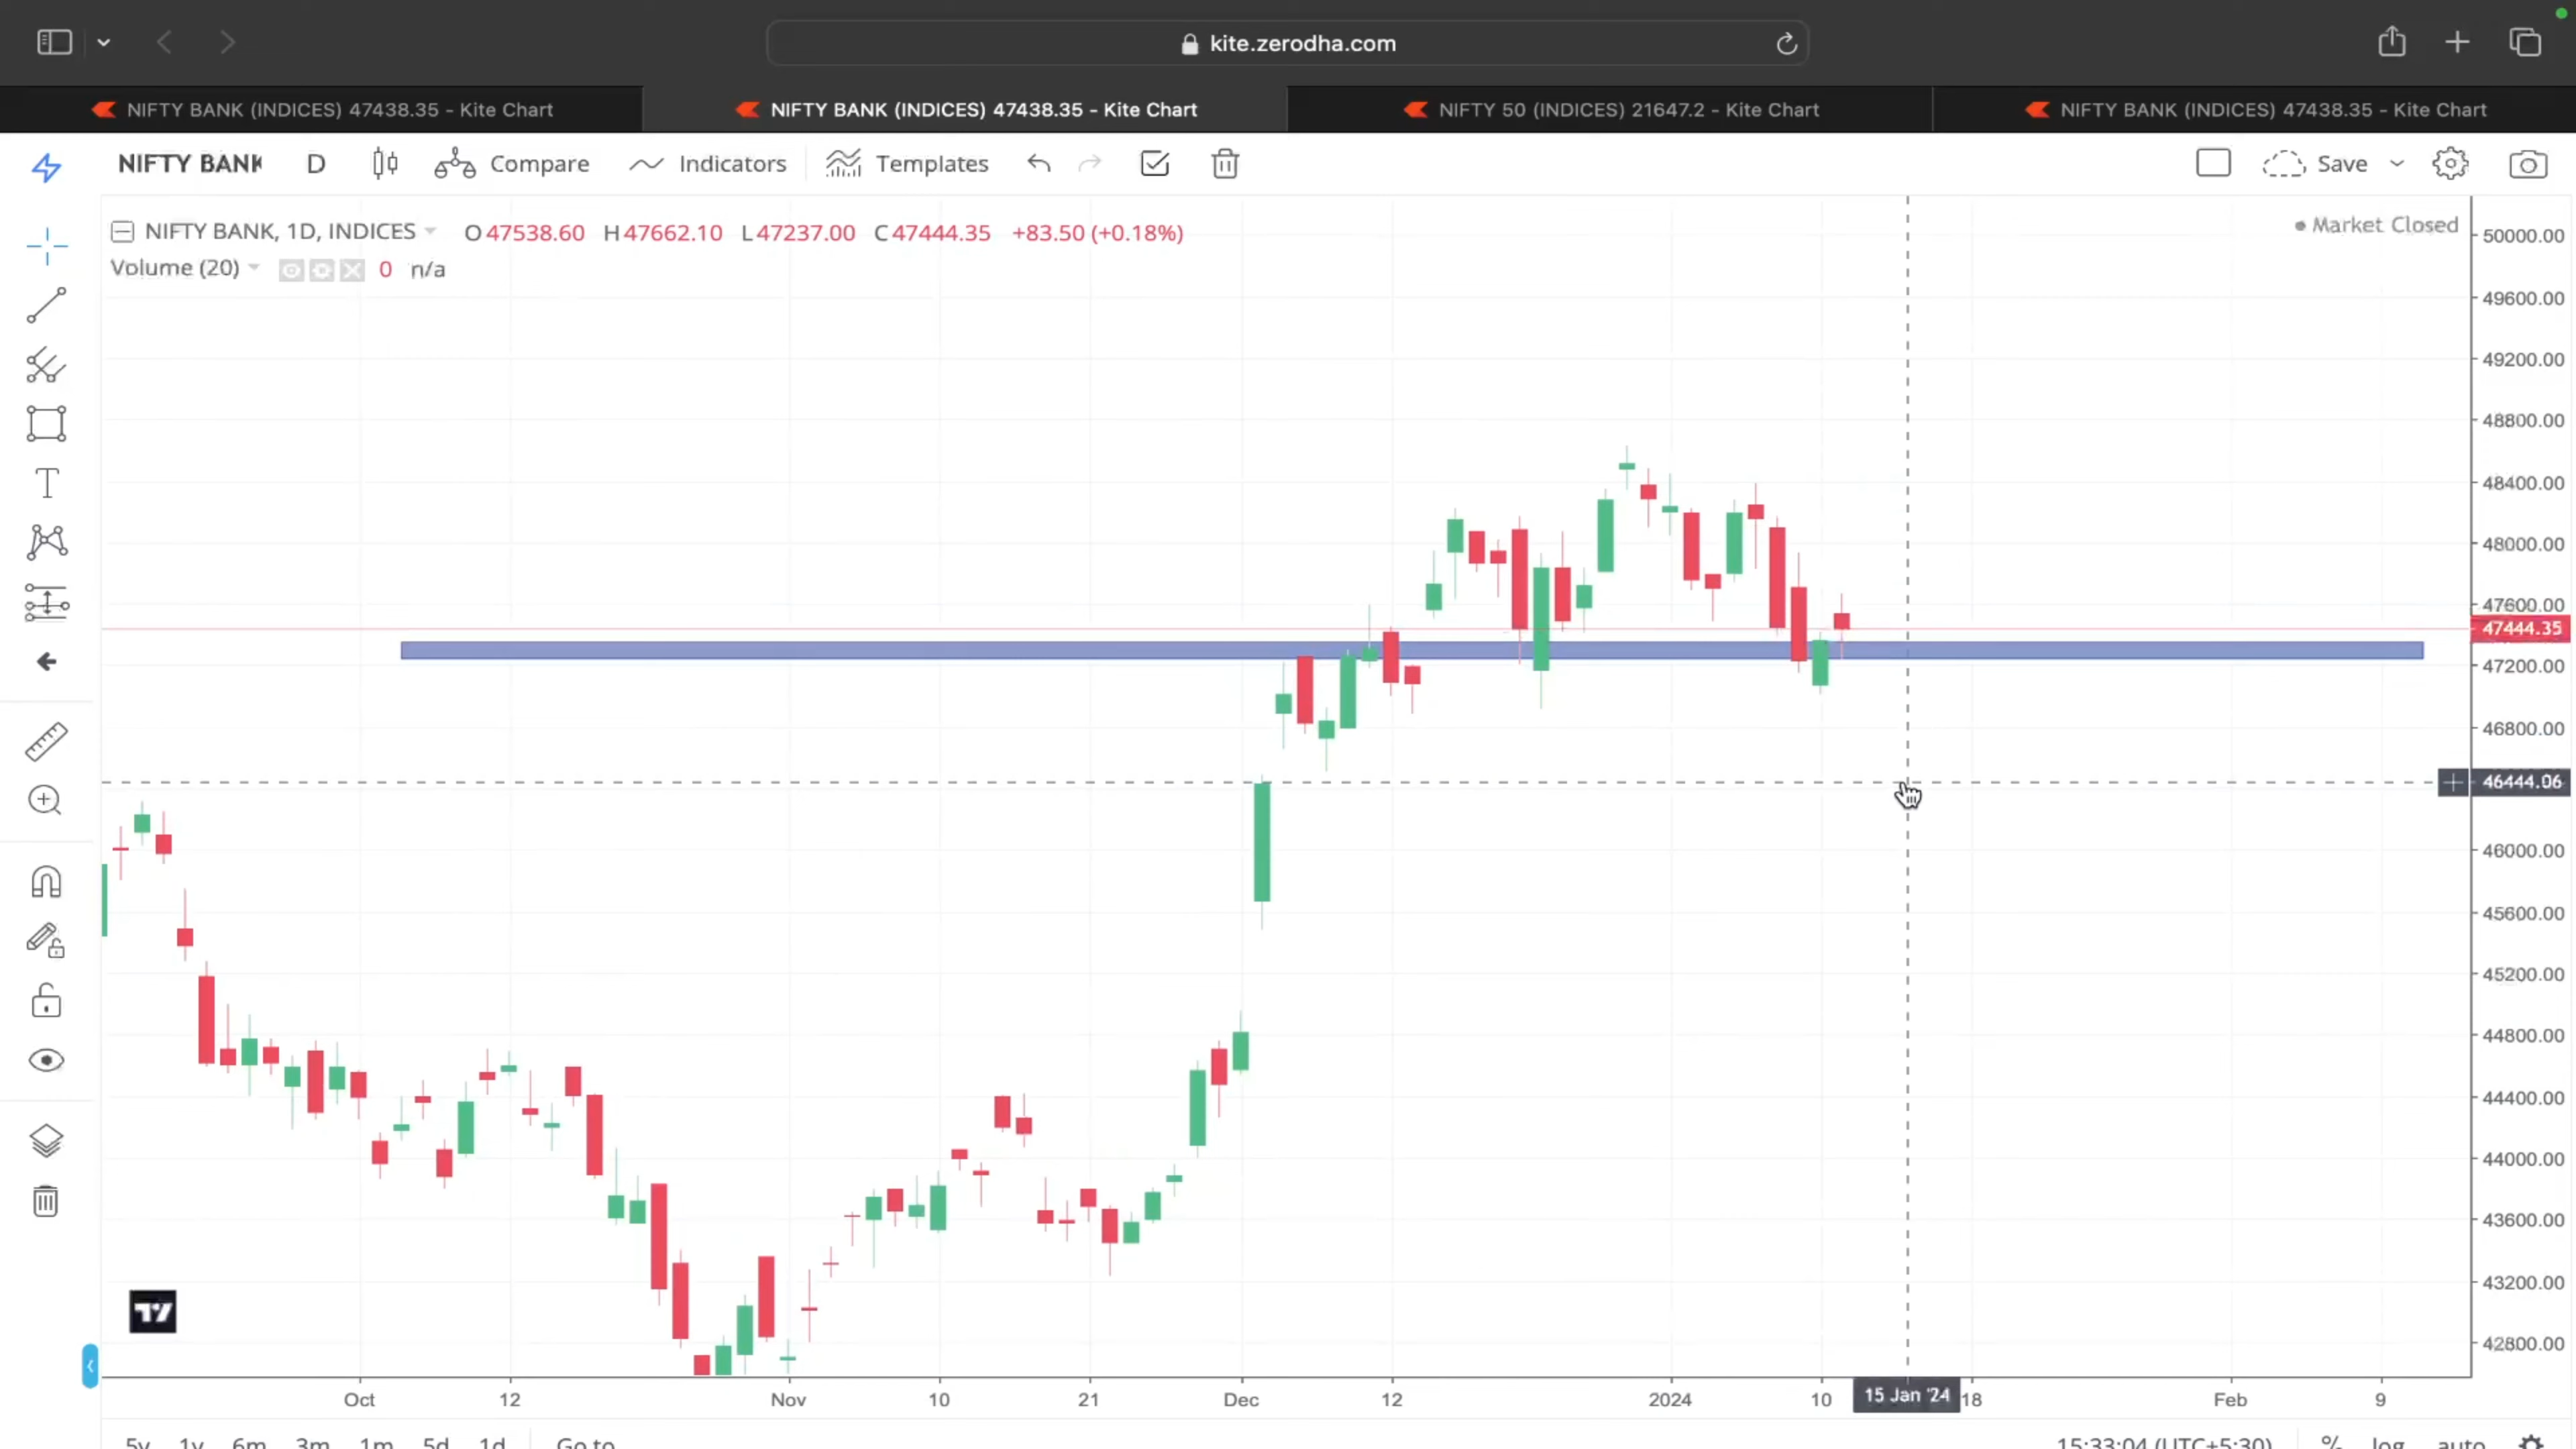 kite.zerodha.com
NIFTY BANK (INDICES) 47438.35 - Kite Chart
NIFTY BANK (INDICES) 47438.35 - Kite Chart
NIFTY 50 (INDICES) 21647.2 - Kite Chart
NIFTY BANK (INDICES) 47438.35 - Kite Chart
NIFTY BANK D Compare Indicators Templates Save
NIFTY BANK, 1D, INDICES O47538.60 H47662.10 L47237.00 C47444.35 +83.50 (+0.18%) Market Closed
Volume (20) 0 n/a
50000.00
49600.00
49200.00
48800.00
48400.00
48000.00
47600.00
47444.35
47200.00
46800.00
46444.06
46000.00
45600.00
45200.00
44800.00
44400.00
44000.00
43600.00
43200.00
42800.00
Oct 12 Nov 10 21 Dec 12 2024 10 15 Jan '24 18 Feb 9
5y 1y 6m 3m 1m 5d 1d Go to 15:33:04 (UTC+5:30) % log auto